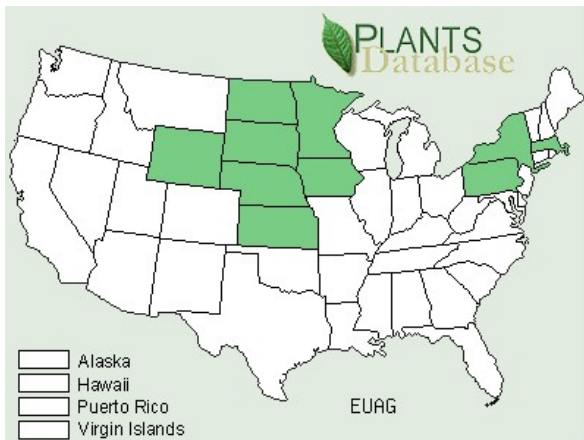 PLANTS
Database
Alaska
Hawaii
Puerto Rico
Virgin Islands
EUAG